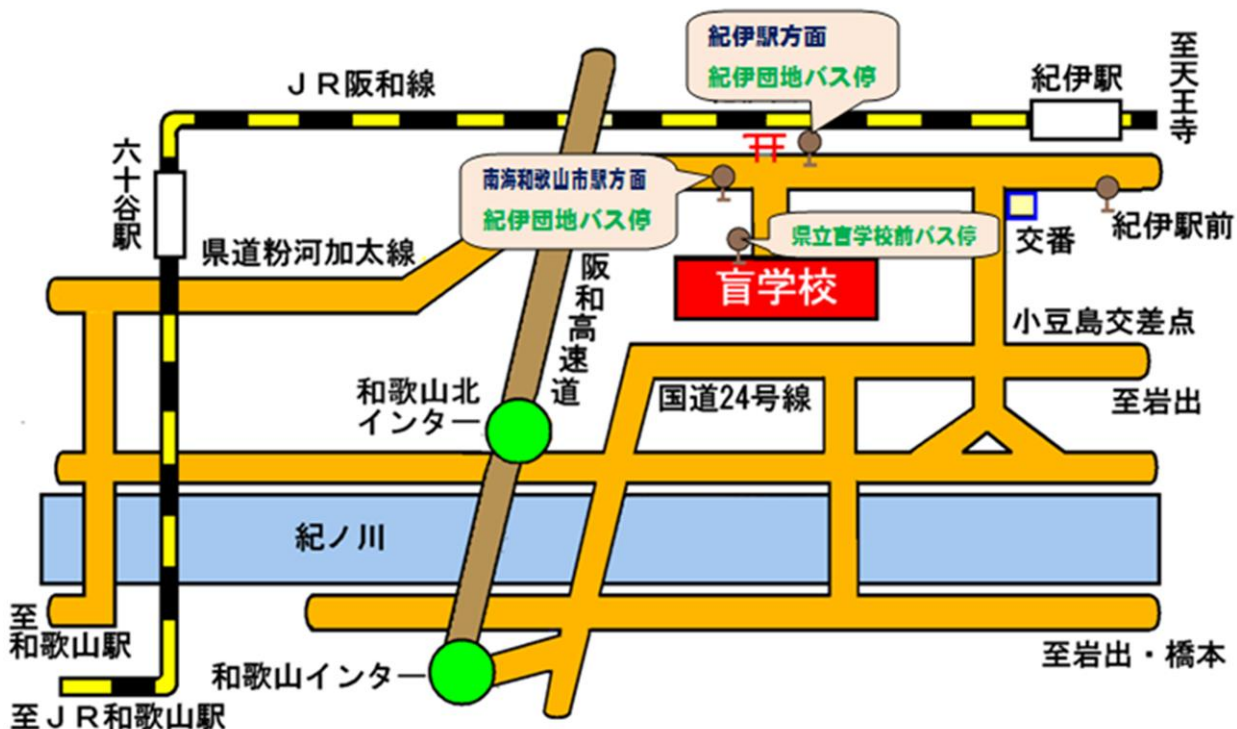 紀伊駅方面
紀伊団地バス停
至天王寺
JR阪和線
紀伊駅
六十谷駅
南海和歌山市駅方面
紀伊団地バス停
県立盲学校前バス停
交番
紀伊駅前
県道粉河加太線
阪和高速道
盲学校
小豆島交差点
和歌山北
インター
国道24号線
至岩出
紀ノ川
至
和歌山駅
和歌山インター
至岩出・橋本
至JR和歌山駅